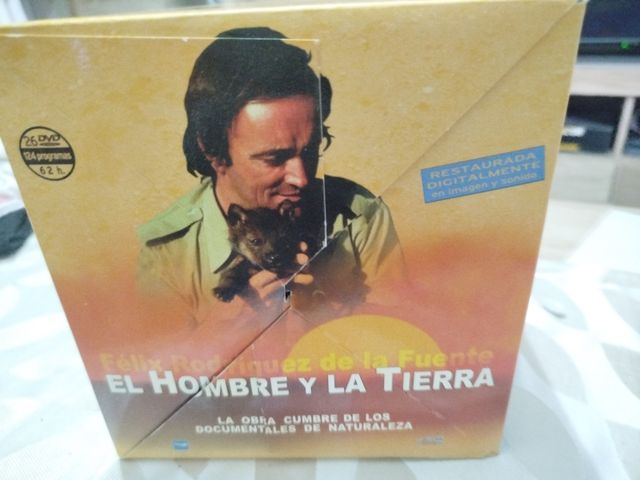 26 DVD
124 programas
62 h.
RESTAURADA
DIGITALMENTE
en imagen y sonido
Félix Rodríguez de la Fuente
EL HOMBRE Y LA TIERRA
LA OBRA CUMBRE DE LOS
DOCUMENTALES DE NATURALEZA